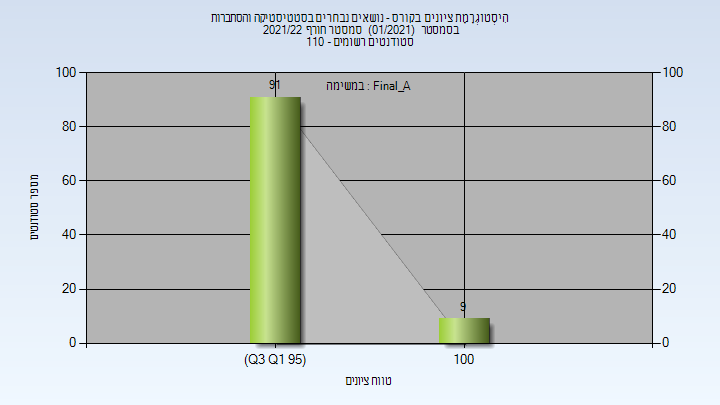 היסטוגרמת ציונים בקורס - נושאים נבחרים בסטטיסטיקה והסתברות
בסמסטר (01/2021) סמסטר חורף 2021/22
סטודנטים רשומים - 110
במשימה : Final_A
100 100
80 80
60 60
40 40
20 20
0 0
91
9
מספר סטודנטים
(Q3 Q1 95) 100
טווח ציונים